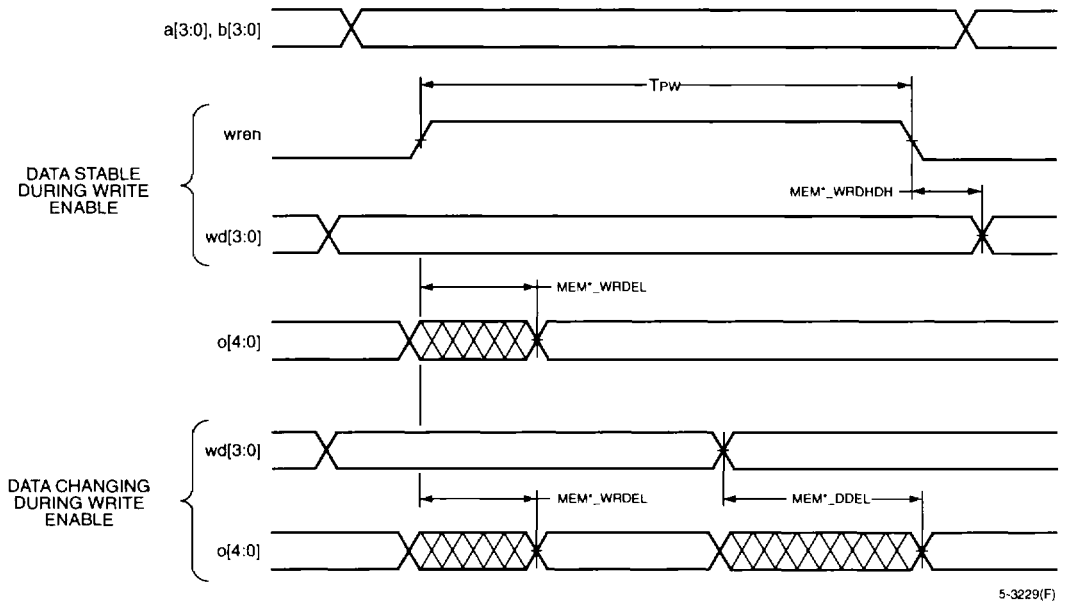 a[3:0], b[3:0]
TPW
wren
DATA STABLE
DURING WRITE
ENABLE
MEM*_WRDHDH
wd[3:0]
MEM*_WRDEL
o[4:0]
wd[3:0]
DATA CHANGING
DURING WRITE
ENABLE
MEM*_WRDEL
MEM*_DDEL
o[4:0]
5-3229(F)